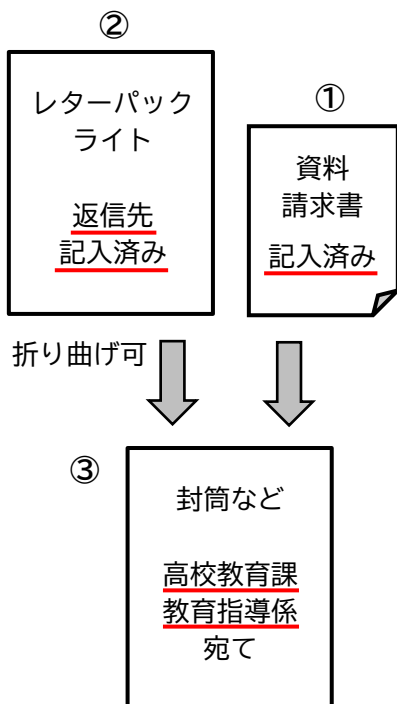 ②
レターパック
ライト
返信先
記入済み
①
資料
請求書
記入済み
折り曲げ可
③
封筒など
高校教育課
教育指導係
宛て